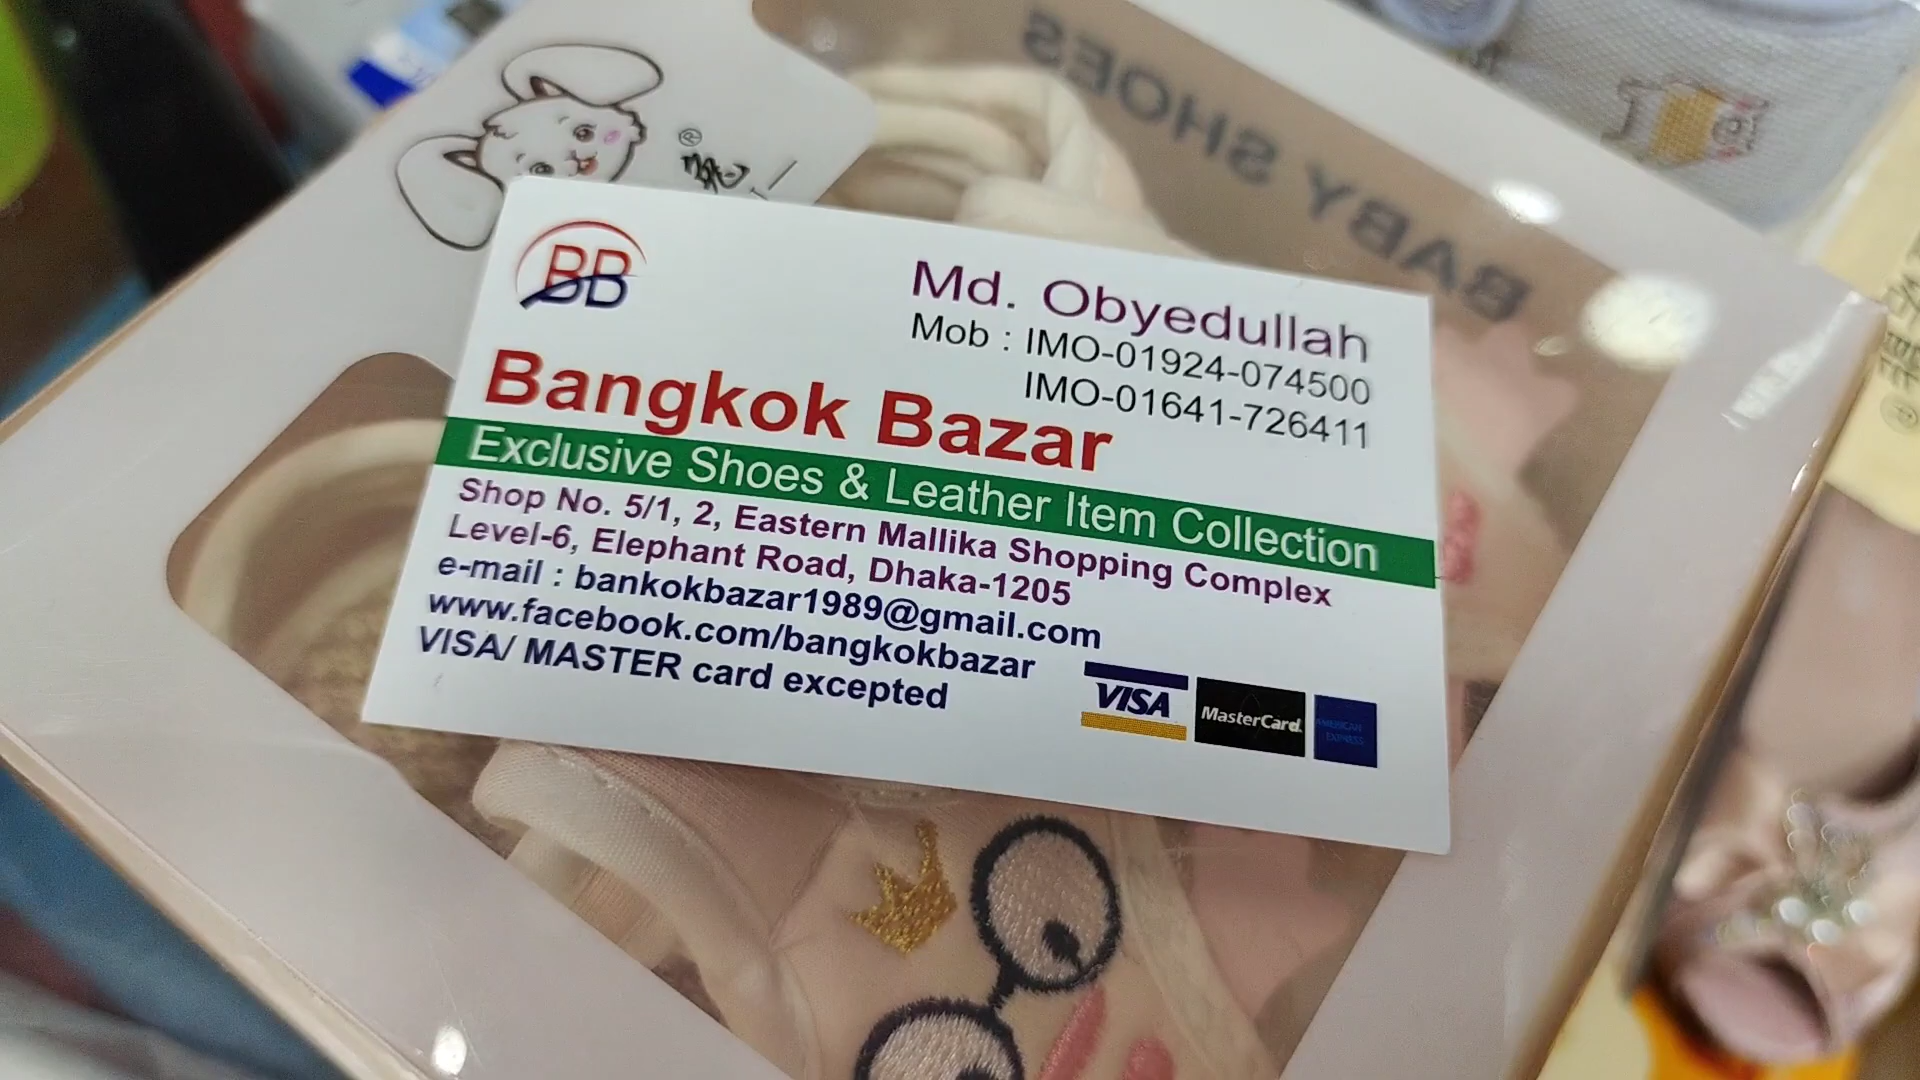 BABY SHOES
®
BB
Md. Obyedullah
Mob : IMO-01924-074500
IMO-01641-726411
Bangkok Bazar
Exclusive Shoes & Leather Item Collection
Shop No. 5/1, 2, Eastern Mallika Shopping Complex
Level-6, Elephant Road, Dhaka-1205
e-mail : bankokbazar1989@gmail.com
www.facebook.com/bangkokbazar
VISA/ MASTER card excepted
VISA
MasterCard
AMERICAN
EXPRESS